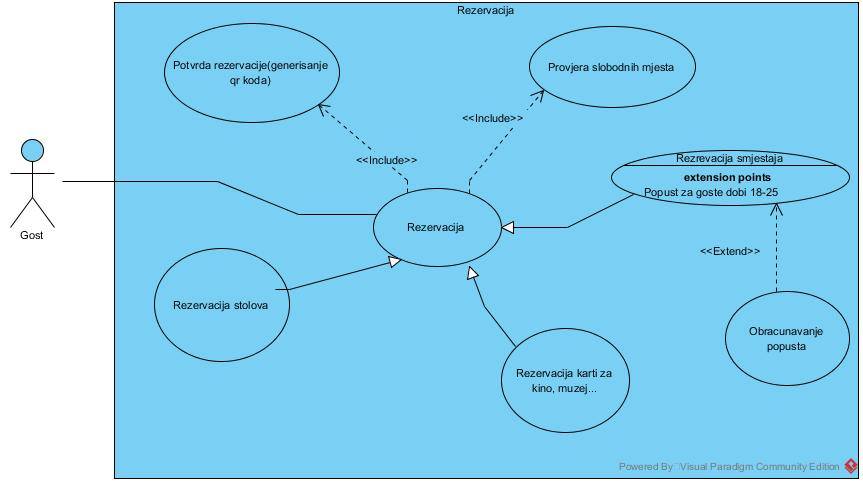 Rezervacija
Potvrda rezervacije(generisanje
qr koda)
Provjera slobodnih mjesta
<<Include>>
<<Include>>
Rezrevacija smjestaja
extension points
Popust za goste dobi 18-25
Gost
Rezervacija
<<Extend>>
Rezervacija stolova
Obracunavanje
popusta
Rezervacija karti za
kino, muzej...
Powered By Visual Paradigm Community Edition